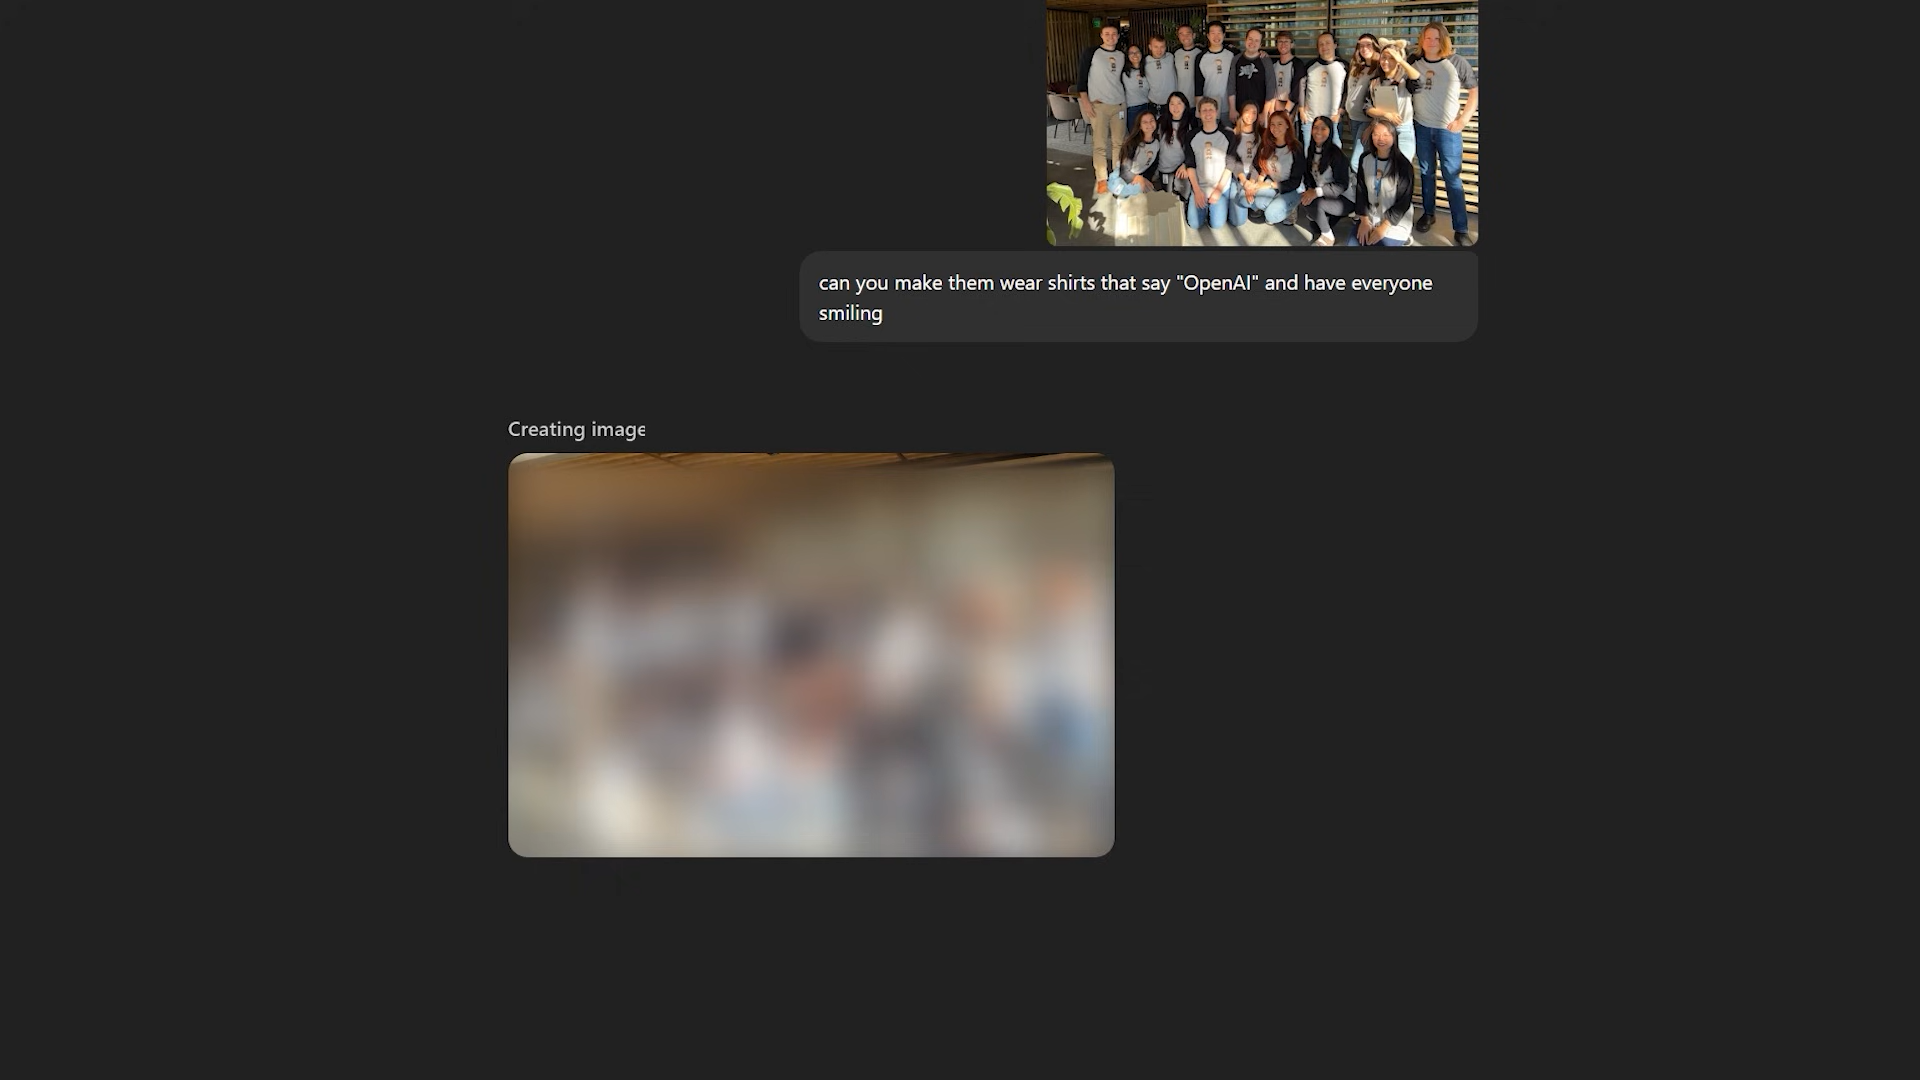 can you make them wear shirts that say "OpenAI" and have everyone
smiling
Creating image